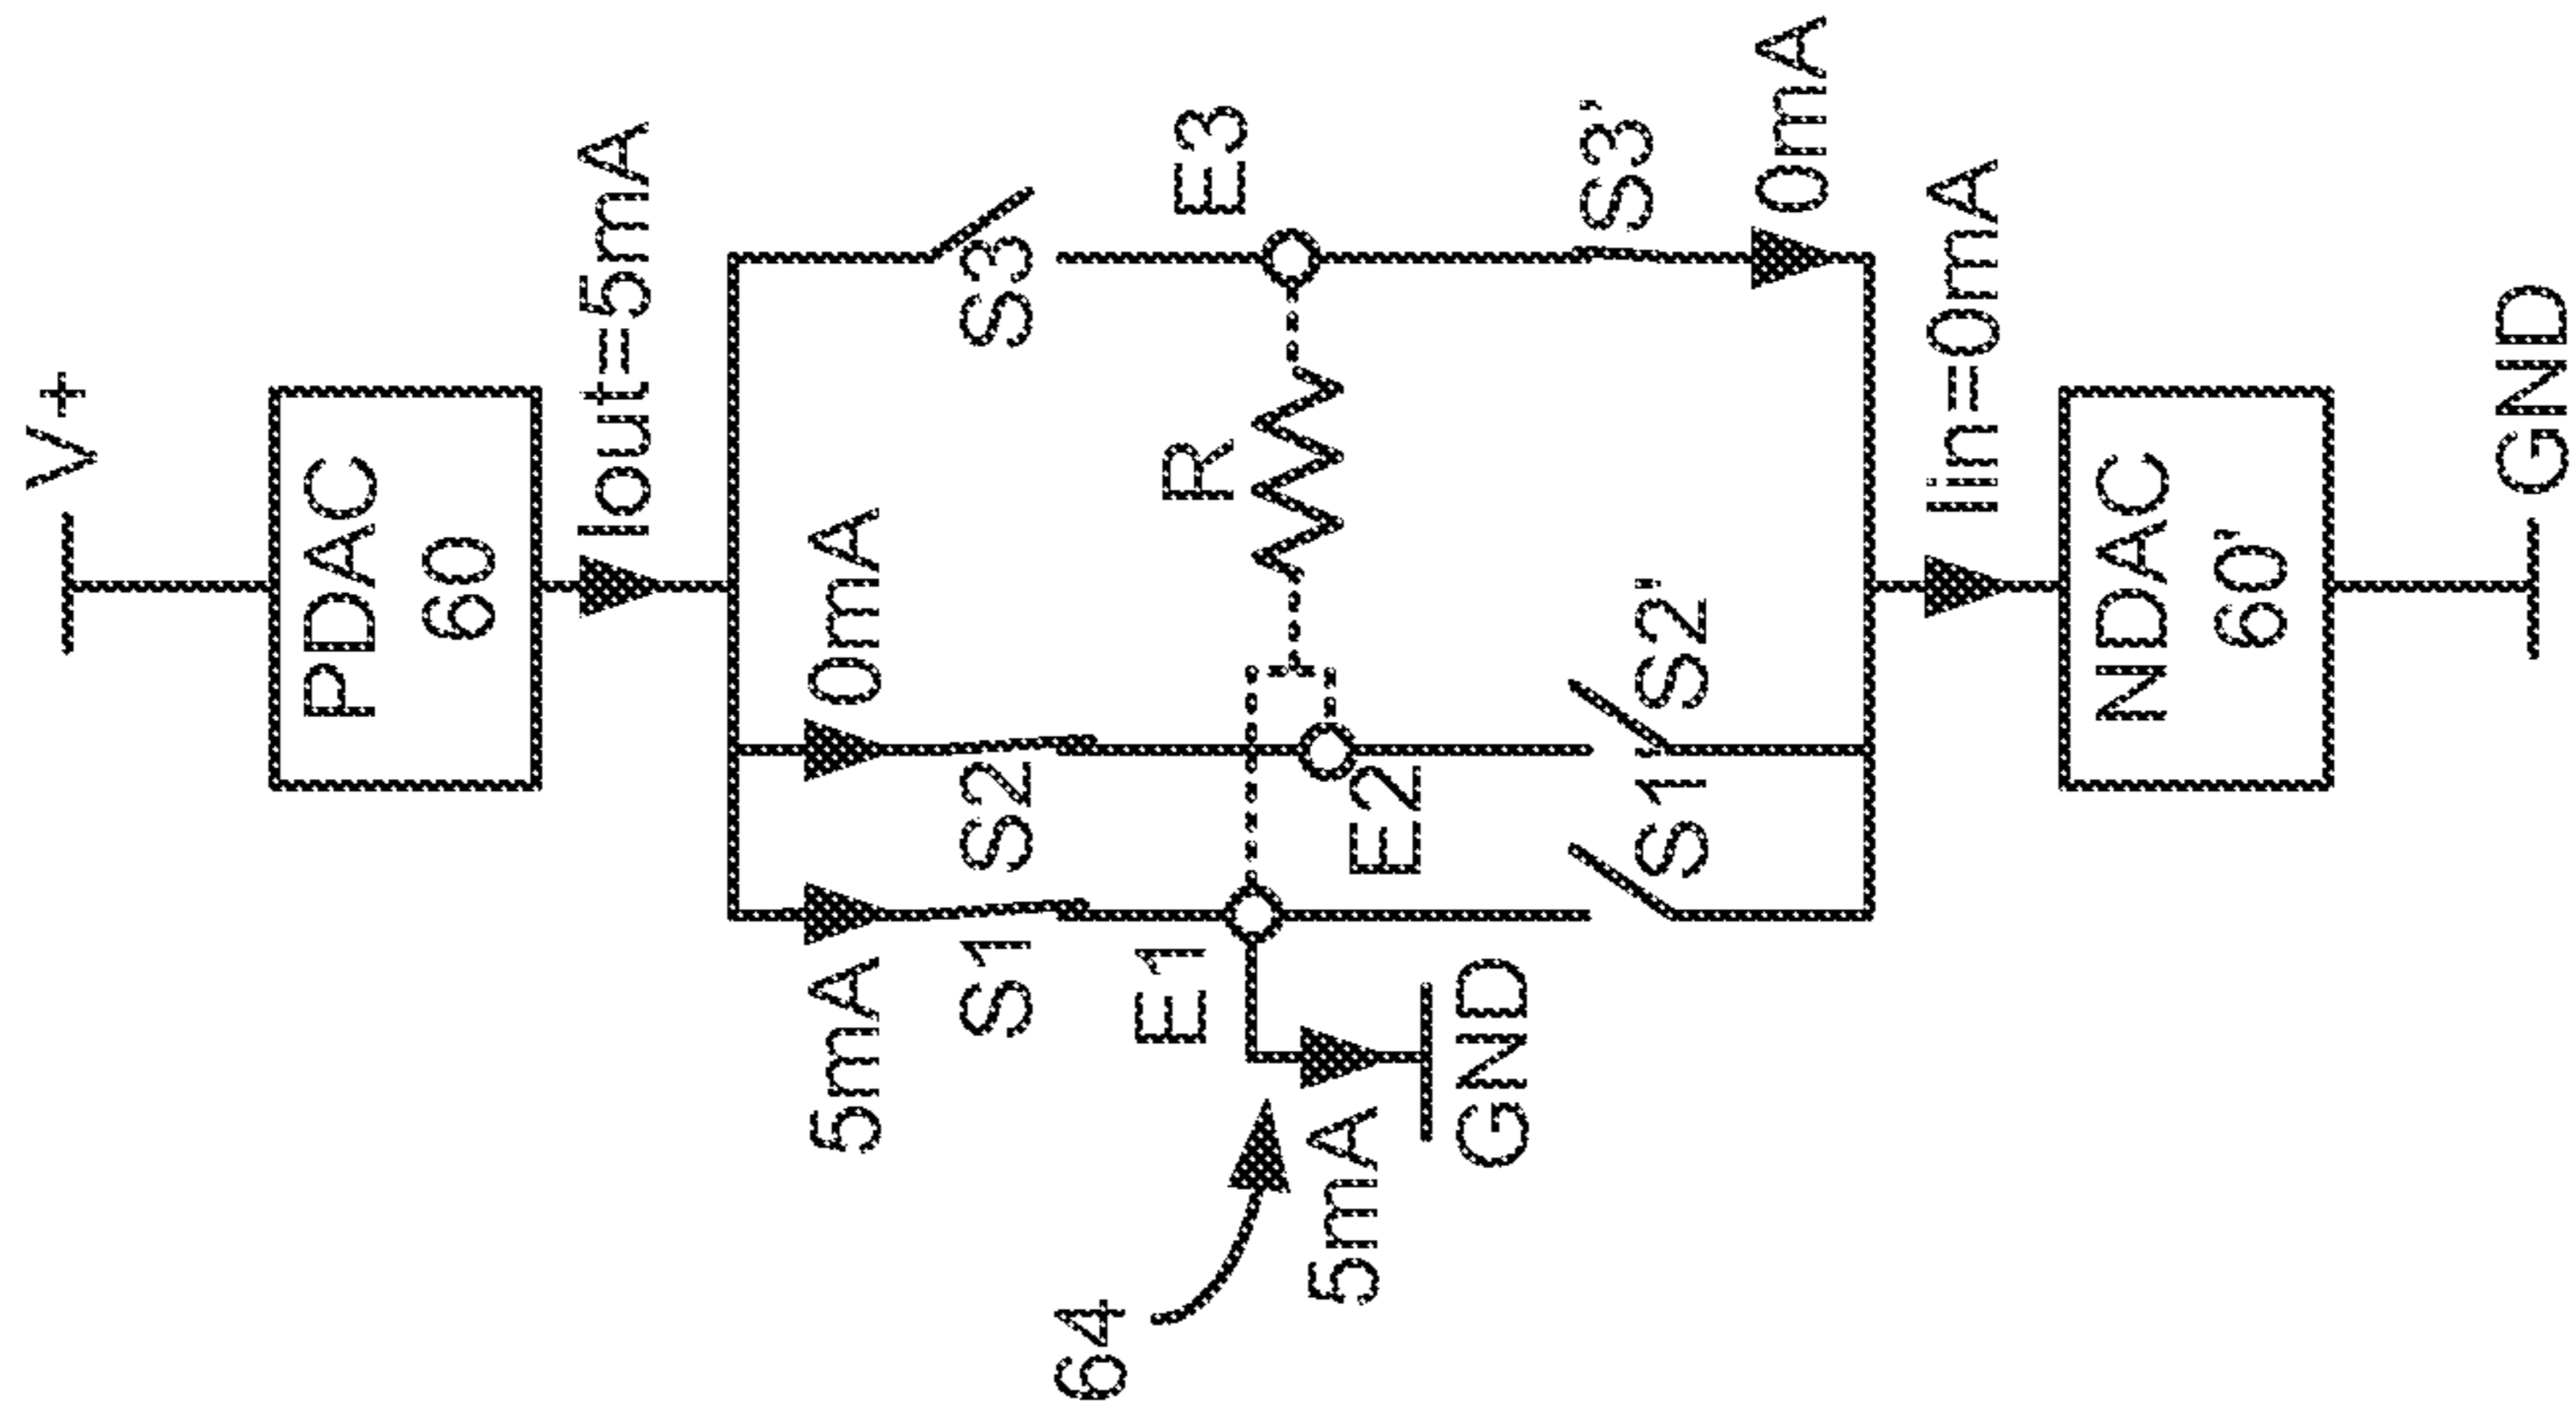 V+
PDAC
60
Iout=5mA
5mA
0mA
S1
S2
S3
E1
E2
E3
R
64
5mA
GND
S1'
S2'
S3'
0mA
Iin=0mA
NDAC
60'
GND